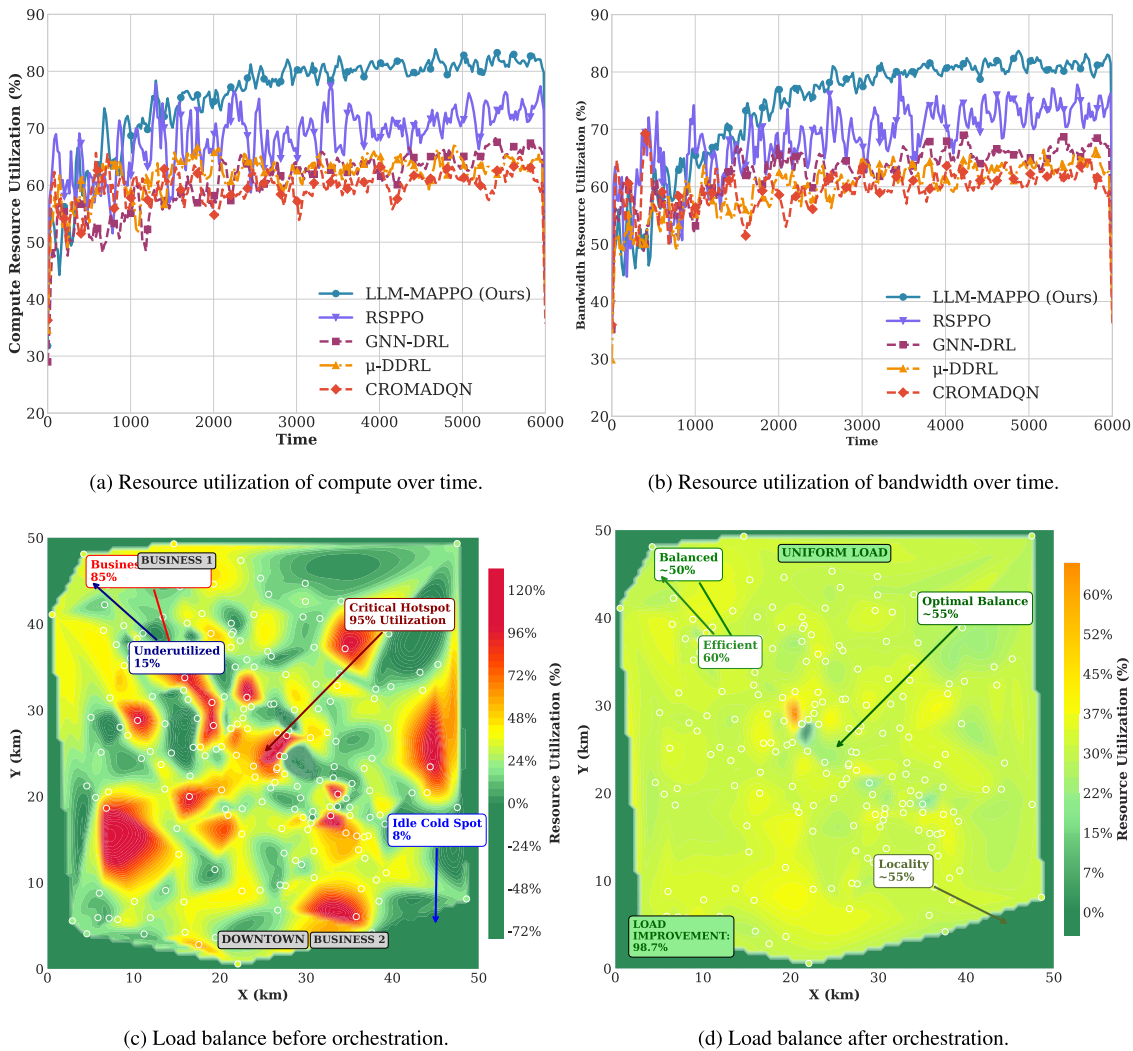 90
80
70
60
50
40
30
20
0
1000
2000
3000
4000
5000
6000
Compute Resource Utilization (%)
Time
LLM-MAPPO (Ours)
RSPPO
GNN-DRL
μ-DDRL
CROMADQN
(a) Resource utilization of compute over time.
90
80
70
60
50
40
30
20
0
1000
2000
3000
4000
5000
6000
Bandwidth Resource Utilization (%)
Time
LLM-MAPPO (Ours)
RSPPO
GNN-DRL
μ-DDRL
CROMADQN
(b) Resource utilization of bandwidth over time.
50
40
30
20
10
0
0
10
20
30
40
50
Y (km)
X (km)
BUSINESS 1
85%
Underutilized
15%
Critical Hotspot
95% Utilization
Idle Cold Spot
8%
DOWNTOWN
BUSINESS 2
120%
96%
72%
48%
24%
0%
-24%
-48%
-72%
Resource Utilization (%)
(c) Load balance before orchestration.
50
40
30
20
10
0
0
10
20
30
40
50
Y (km)
X (km)
Balanced
~50%
UNIFORM LOAD
Efficient
60%
Optimal Balance
~55%
Locality
~55%
LOAD
IMPROVEMENT:
98.7%
60%
52%
45%
37%
30%
22%
15%
7%
0%
Resource Utilization (%)
(d) Load balance after orchestration.